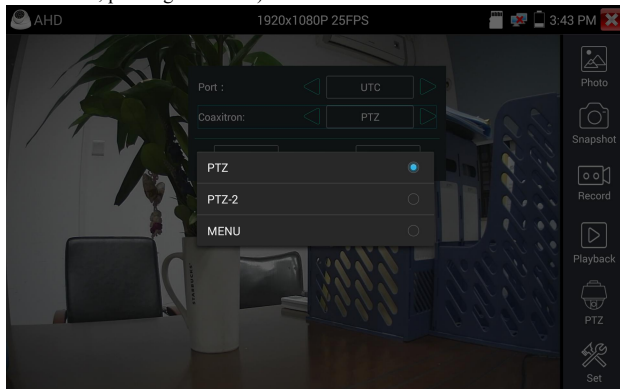 AHD 1920x1080P 25FPS 3:43 PM
Port : UTC
Coaxitron: PTZ
PTZ
PTZ-2
MENU
Photo
Snapshot
Record
Playback
PTZ
Set